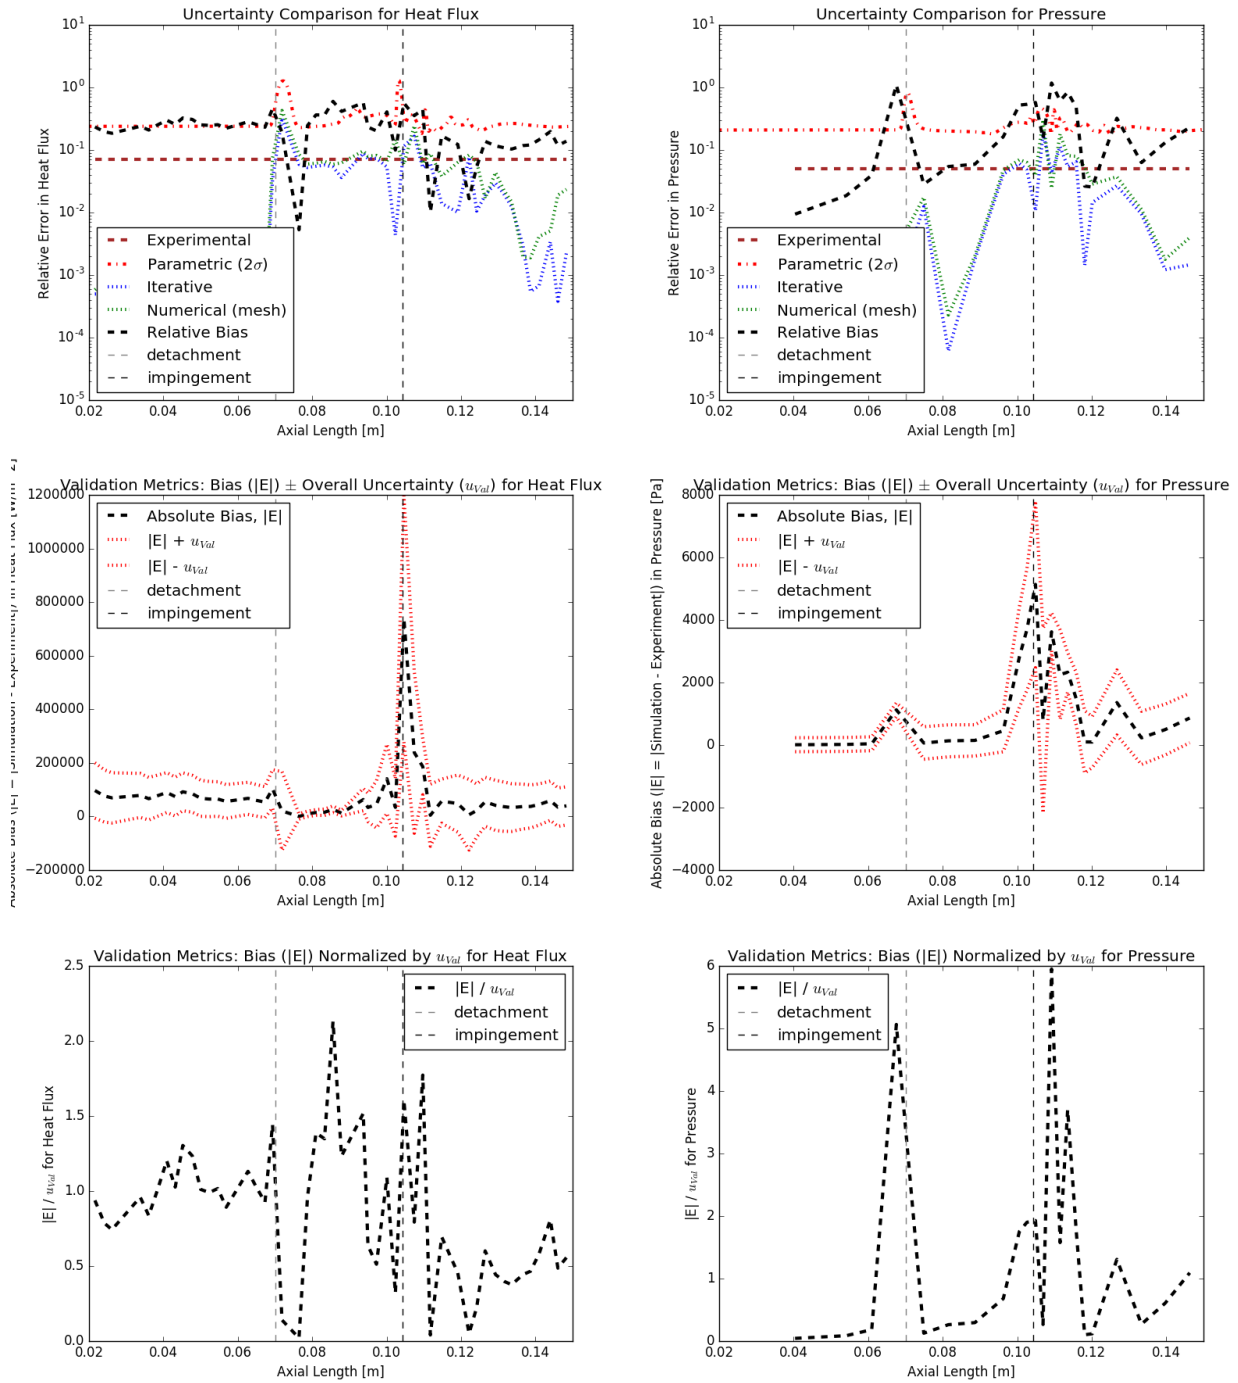 Uncertainty Comparison for Heat Flux
Relative Error in Heat Flux
10^1
10^0
10^-1
10^-2
10^-3
10^-4
10^-5
Experimental
Parametric (2σ)
Iterative
Numerical (mesh)
Relative Bias
detachment
impingement
0.02 0.04 0.06 0.08 0.10 0.12 0.14
Axial Length [m]
Uncertainty Comparison for Pressure
Relative Error in Pressure
10^1
10^0
10^-1
10^-2
10^-3
10^-4
10^-5
Experimental
Parametric (2σ)
Iterative
Numerical (mesh)
Relative Bias
detachment
impingement
0.02 0.04 0.06 0.08 0.10 0.12 0.14
Axial Length [m]
Validation Metrics: Bias (|E|) ± Overall Uncertainty (u_Val) for Heat Flux
Absolute Bias (|E| = |Simulation - Experiment|) in Heat Flux
1200000
1000000
800000
600000
400000
200000
0
−200000
Absolute Bias, |E|
|E| + u_Val
|E| - u_Val
detachment
impingement
0.02 0.04 0.06 0.08 0.10 0.12 0.14
Axial Length [m]
Validation Metrics: Bias (|E|) ± Overall Uncertainty (u_Val) for Pressure
Absolute Bias (|E| = |Simulation - Experiment|) in Pressure [Pa]
8000
6000
4000
2000
0
−2000
−4000
Absolute Bias, |E|
|E| + u_Val
|E| - u_Val
detachment
impingement
0.02 0.04 0.06 0.08 0.10 0.12 0.14
Axial Length [m]
Validation Metrics: Bias (|E|) Normalized by u_Val for Heat Flux
|E| / u_Val for Heat Flux
2.5
2.0
1.5
1.0
0.5
0.0
|E| / u_Val
detachment
impingement
0.02 0.04 0.06 0.08 0.10 0.12 0.14
Axial Length [m]
Validation Metrics: Bias (|E|) Normalized by u_Val for Pressure
|E| / u_Val for Pressure
6
5
4
3
2
1
0
|E| / u_Val
detachment
impingement
0.02 0.04 0.06 0.08 0.10 0.12 0.14
Axial Length [m]